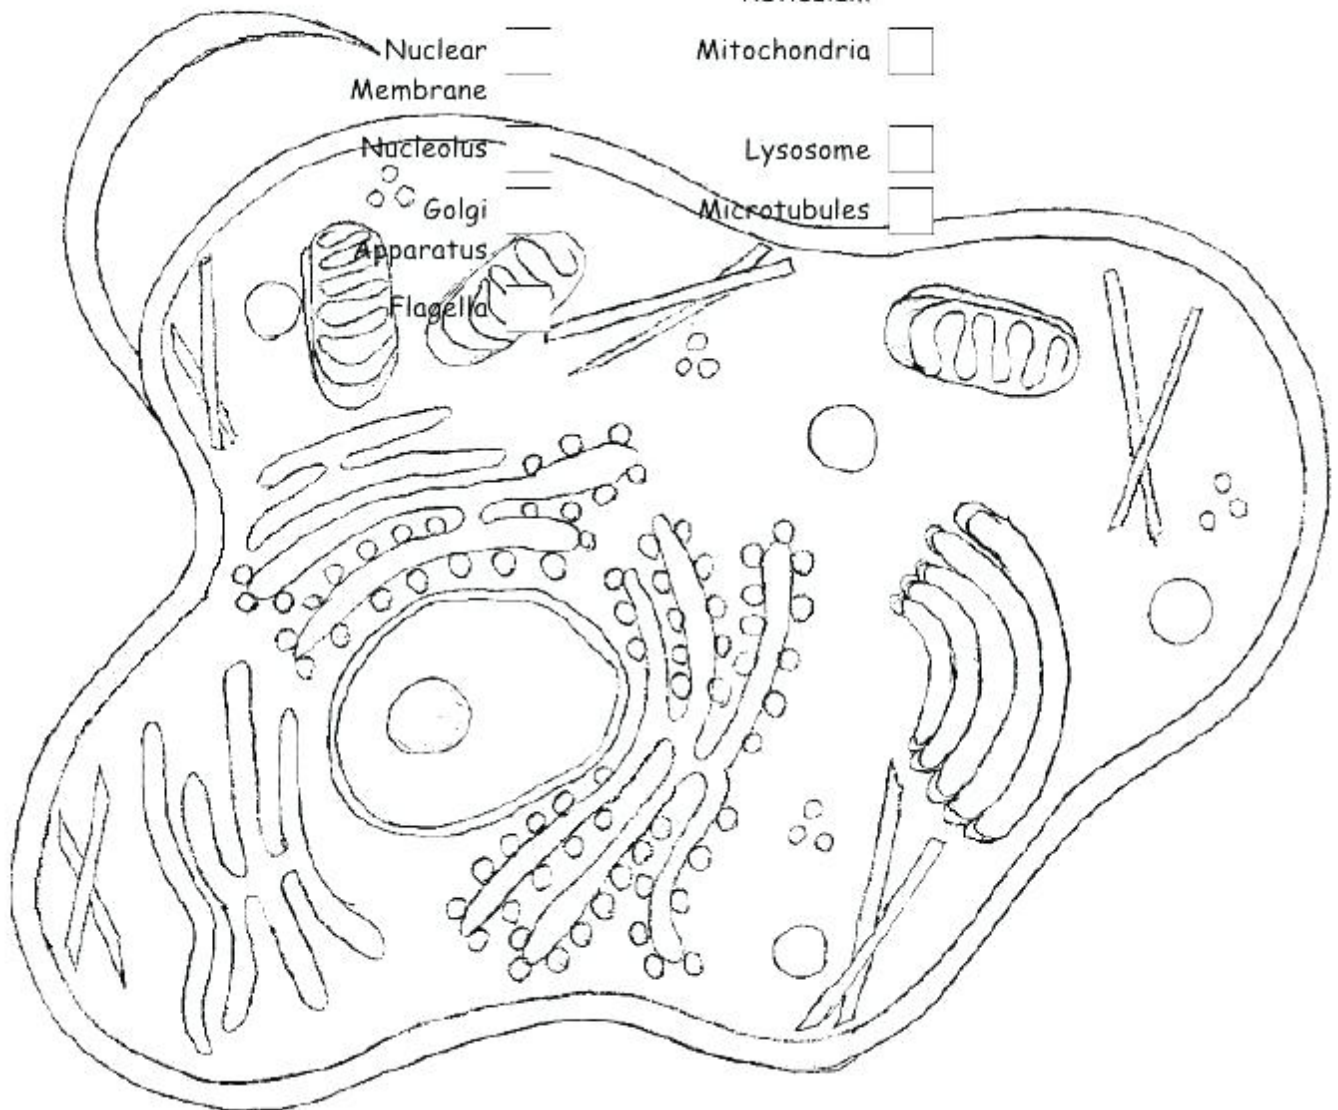 Nuclear
Membrane
Nucleolus
Golgi
Apparatus
Flagella
Mitochondria
Lysosome
Microtubules